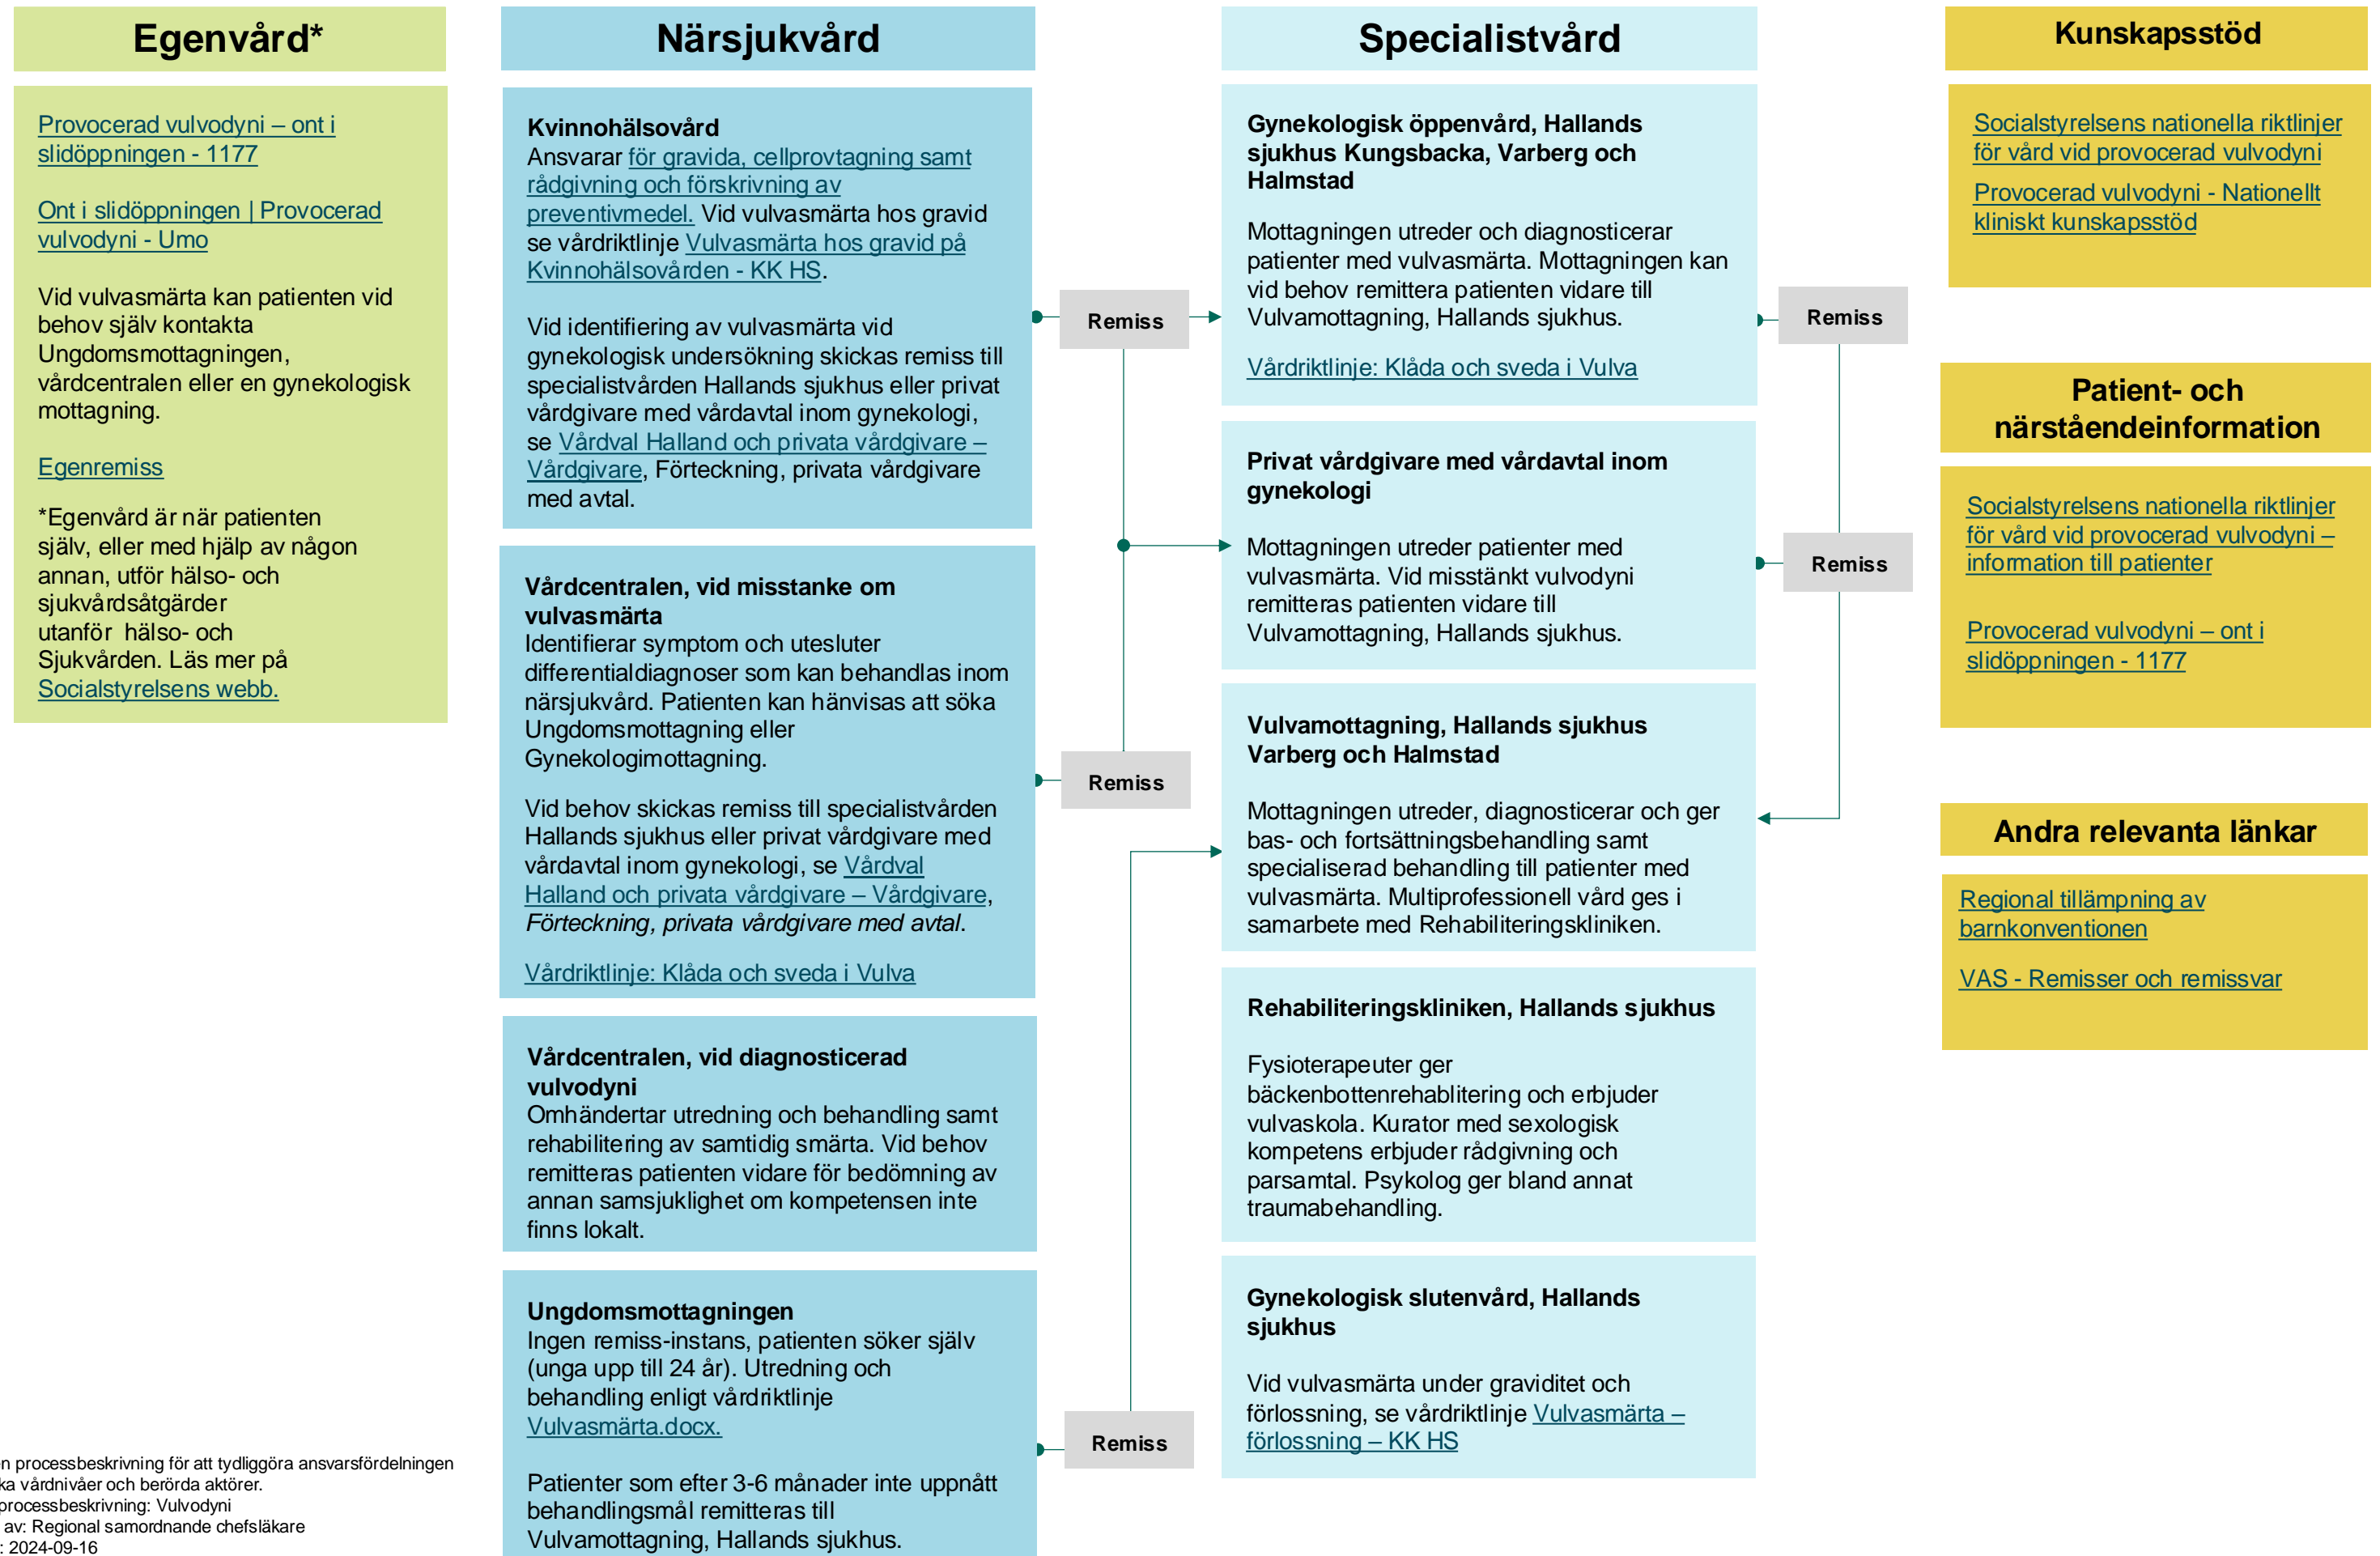 Egenvård*
Provocerad vulvodyni – ont i
slidöppningen - 1177
Ont i slidöppningen | Provocerad
vulvodyni - Umo
Vid vulvasmärta kan patienten vid
behov själv kontakta
Ungdomsmottagningen,
vårdcentralen eller en gynekologisk
mottagning.
Egenremiss
*Egenvård är när patienten
själv, eller med hjälp av någon
annan, utför hälso- och
sjukvårdsåtgärder
utanför hälso- och
Sjukvården. Läs mer på
Socialstyrelsens webb.
Närsjukvård
Kvinnohälsovård
Ansvarar för gravida, cellprovtagning samt
rådgivning och förskrivning av
preventivmedel. Vid vulvasmärta hos gravid
se vårdriktlinje Vulvasmärta hos gravid på
Kvinnohälsovården - KK HS.
Vid identifiering av vulvasmärta vid
gynekologisk undersökning skickas remiss till
specialistvården Hallands sjukhus eller privat
vårdgivare med vårdavtal inom gynekologi,
se Vårdval Halland och privata vårdgivare –
Vårdgivare, Förteckning, privata vårdgivare
med avtal.
Vårdcentralen, vid misstanke om
vulvasmärta
Identifierar symptom och utesluter
differentialdiagnoser som kan behandlas inom
närsjukvård. Patienten kan hänvisas att söka
Ungdomsmottagning eller
Gynekologimottagning.
Vid behov skickas remiss till specialistvården
Hallands sjukhus eller privat vårdgivare med
vårdavtal inom gynekologi, se Vårdval
Halland och privata vårdgivare – Vårdgivare,
Förteckning, privata vårdgivare med avtal.
Vårdriktlinje: Klåda och sveda i Vulva
Vårdcentralen, vid diagnosticerad
vulvodyni
Omhändertar utredning och behandling samt
rehabilitering av samtidig smärta. Vid behov
remitteras patienten vidare för bedömning av
annan samsjuklighet om kompetensen inte
finns lokalt.
Ungdomsmottagningen
Ingen remiss-instans, patienten söker själv
(unga upp till 24 år). Utredning och
behandling enligt vårdriktlinje
Vulvasmärta.docx.
Patienter som efter 3-6 månader inte uppnått
behandlingsmål remitteras till
Vulvamottagning, Hallands sjukhus.
Remiss
Remiss
Remiss
Specialistvård
Gynekologisk öppenvård, Hallands
sjukhus Kungsbacka, Varberg och
Halmstad
Mottagningen utreder och diagnosticerar
patienter med vulvasmärta. Mottagningen kan
vid behov remittera patienten vidare till
Vulvamottagning, Hallands sjukhus.
Vårdriktlinje: Klåda och sveda i Vulva
Privat vårdgivare med vårdavtal inom
gynekologi
Mottagningen utreder patienter med
vulvasmärta. Vid misstänkt vulvodyni
remitteras patienten vidare till
Vulvamottagning, Hallands sjukhus.
Vulvamottagning, Hallands sjukhus
Varberg och Halmstad
Mottagningen utreder, diagnosticerar och ger
bas- och fortsättningsbehandling samt
specialiserad behandling till patienter med
vulvasmärta. Multiprofessionell vård ges i
samarbete med Rehabiliteringskliniken.
Rehabiliteringskliniken, Hallands sjukhus
Fysioterapeuter ger
bäckenbottenrehablitering och erbjuder
vulvaskola. Kurator med sexologisk
kompetens erbjuder rådgivning och
parsamtal. Psykolog ger bland annat
traumabehandling.
Gynekologisk slutenvård, Hallands
sjukhus
Vid vulvasmärta under graviditet och
förlossning, se vårdriktlinje Vulvasmärta –
förlossning – KK HS
Remiss
Remiss
Kunskapsstöd
Socialstyrelsens nationella riktlinjer
för vård vid provocerad vulvodyni
Provocerad vulvodyni - Nationellt
kliniskt kunskapsstöd
Patient- och
närståendeinformation
Socialstyrelsens nationella riktlinjer
för vård vid provocerad vulvodyni –
information till patienter
Provocerad vulvodyni – ont i
slidöppningen - 1177
Andra relevanta länkar
Regional tillämpning av
barnkonventionen
VAS - Remisser och remissvar
processbeskrivning för att tydliggöra ansvarsfördelningen
vårdnivåer och berörda aktörer.
processbeskrivning: Vulvodyni
av: Regional samordnande chefsläkare
: 2024-09-16